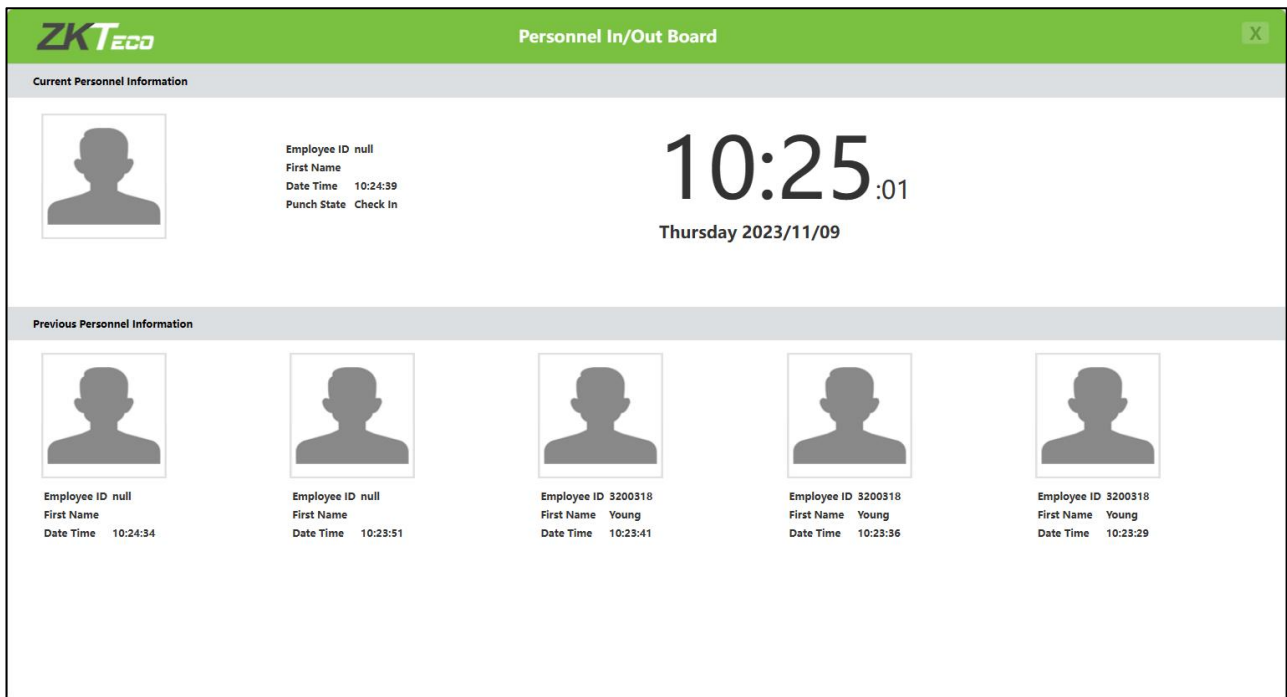 ZKTECO
Personnel In/Out Board
X
Current Personnel Information
Employee ID null
First Name
Date Time 10:24:39
Punch State Check In
10:25:01
Thursday 2023/11/09
Previous Personnel Information
Employee ID null
First Name
Date Time 10:24:34
Employee ID null
First Name
Date Time 10:23:51
Employee ID 3200318
First Name Young
Date Time 10:23:41
Employee ID 3200318
First Name Young
Date Time 10:23:36
Employee ID 3200318
First Name Young
Date Time 10:23:29